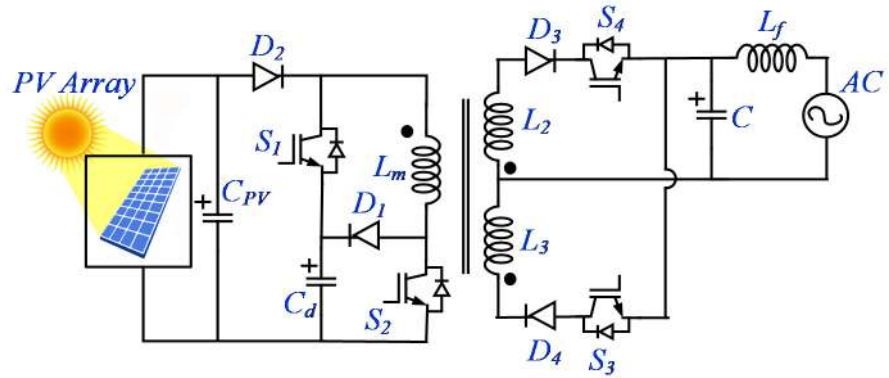 PV Array
D2
S1
Lm
CPV
D1
Cd
S2
D3
S4
Lf
AC
L2
C
L3
D4
S3
+
+
+